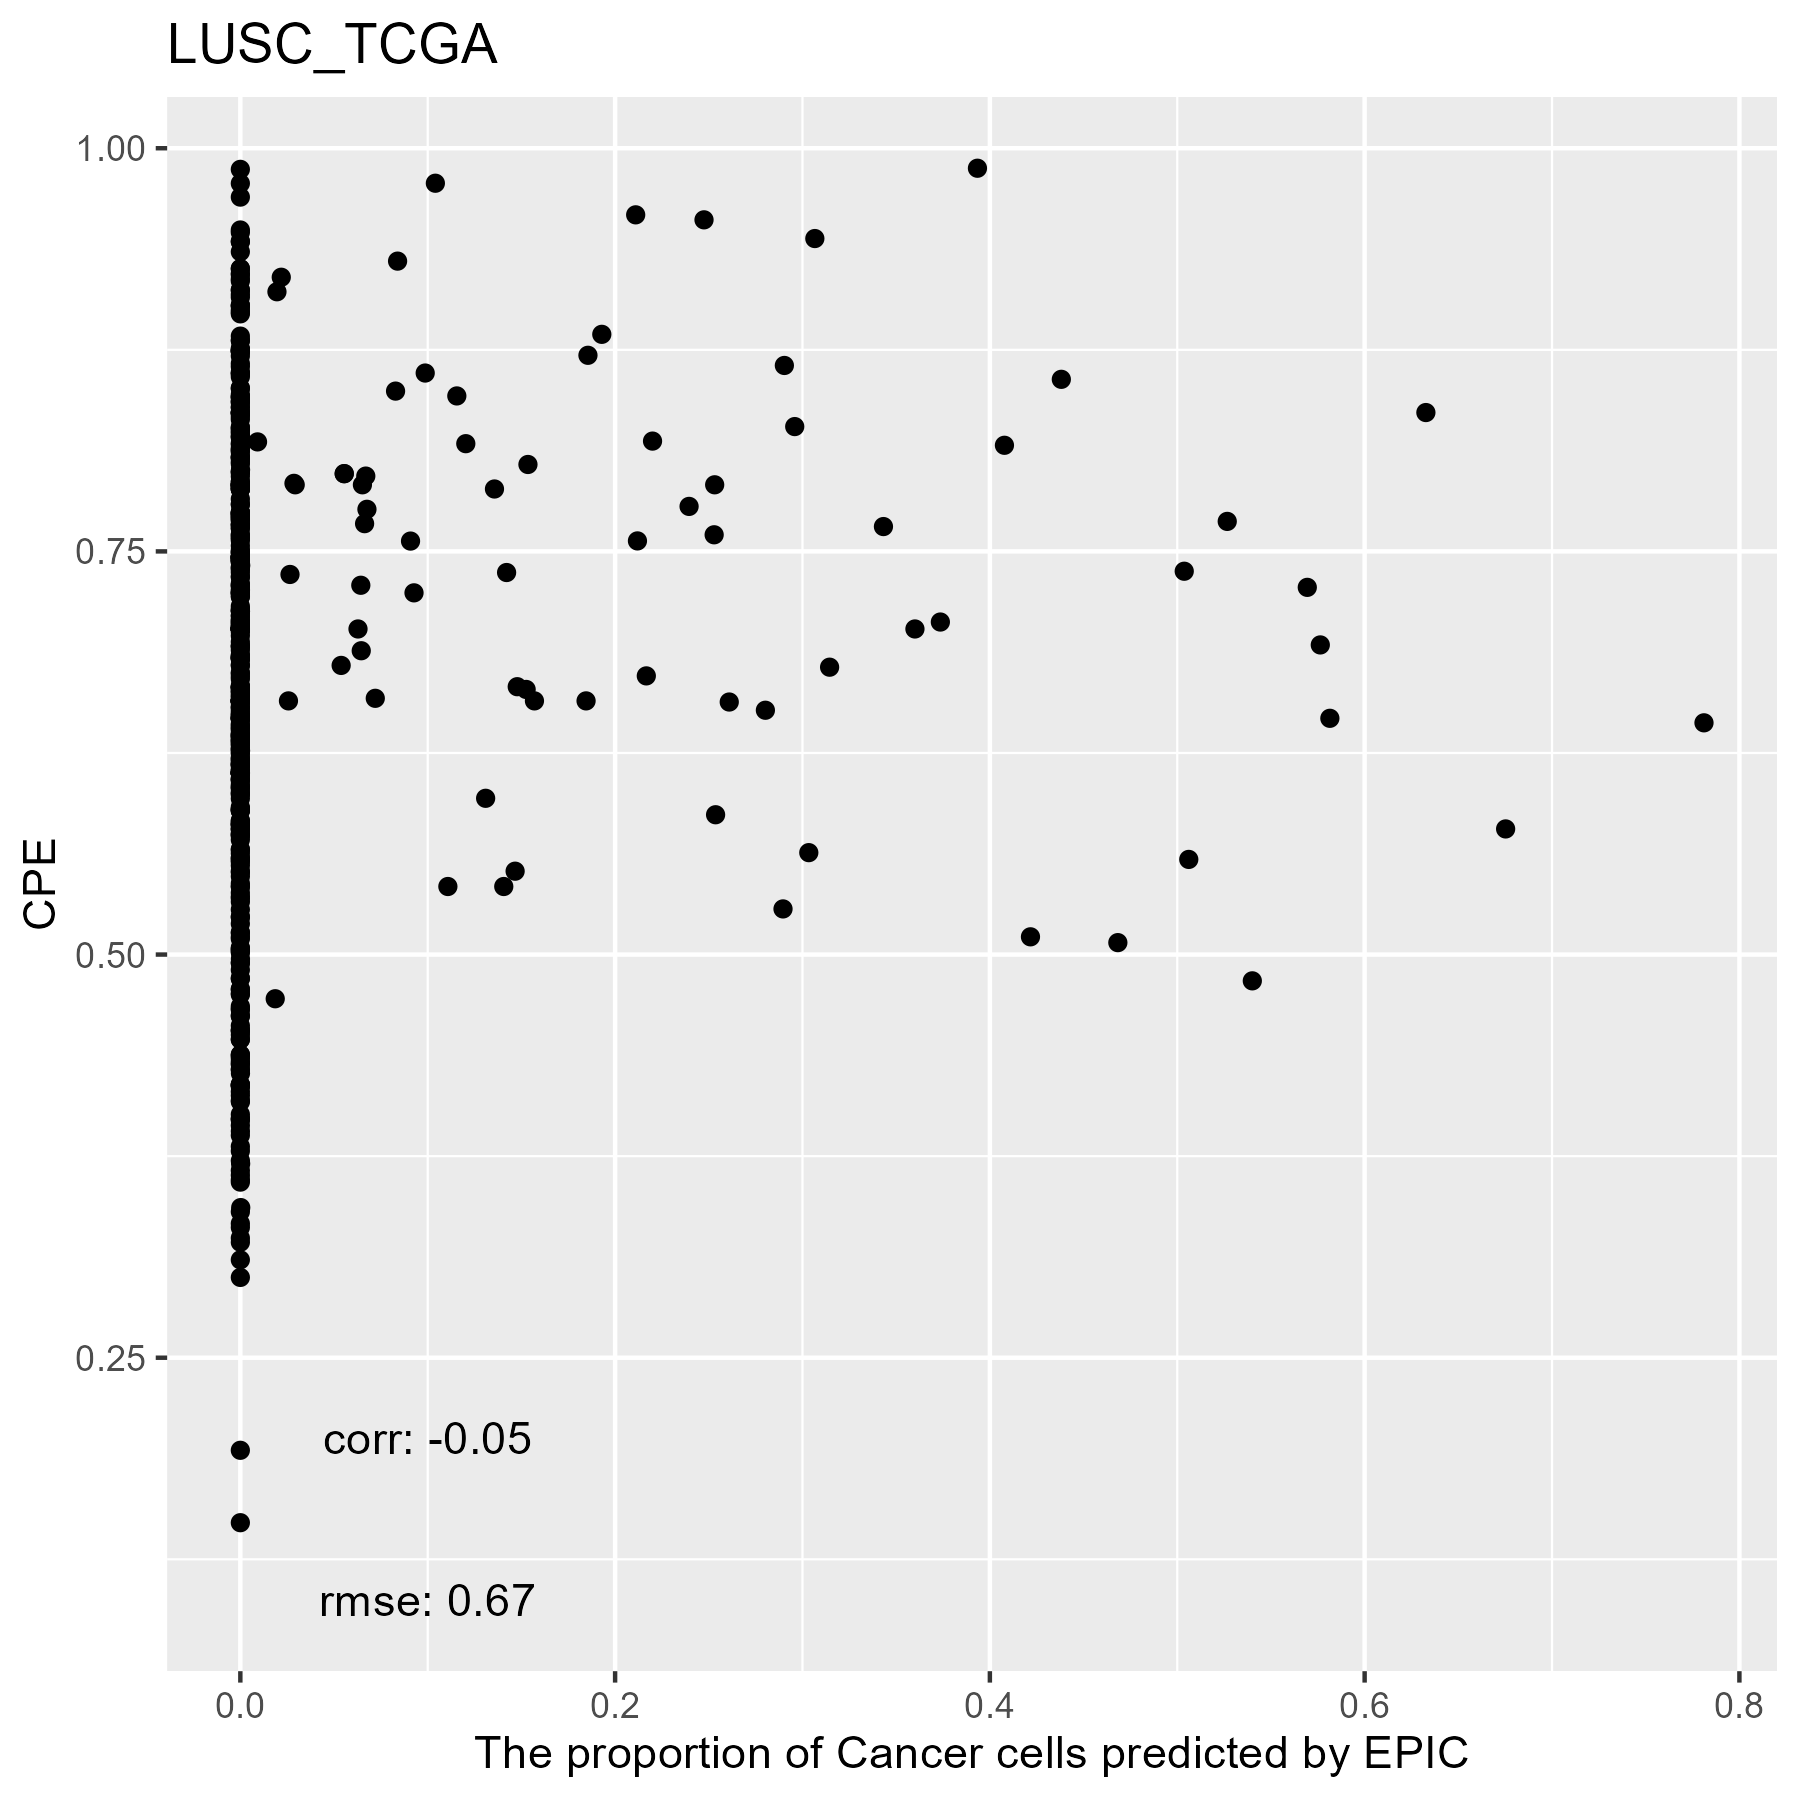 LUSC_TCGA
1.00
0.75
0.50
0.25
CPE
corr: -0.05
rmse: 0.67
0.0 0.2 0.4 0.6 0.8
The proportion of Cancer cells predicted by EPIC